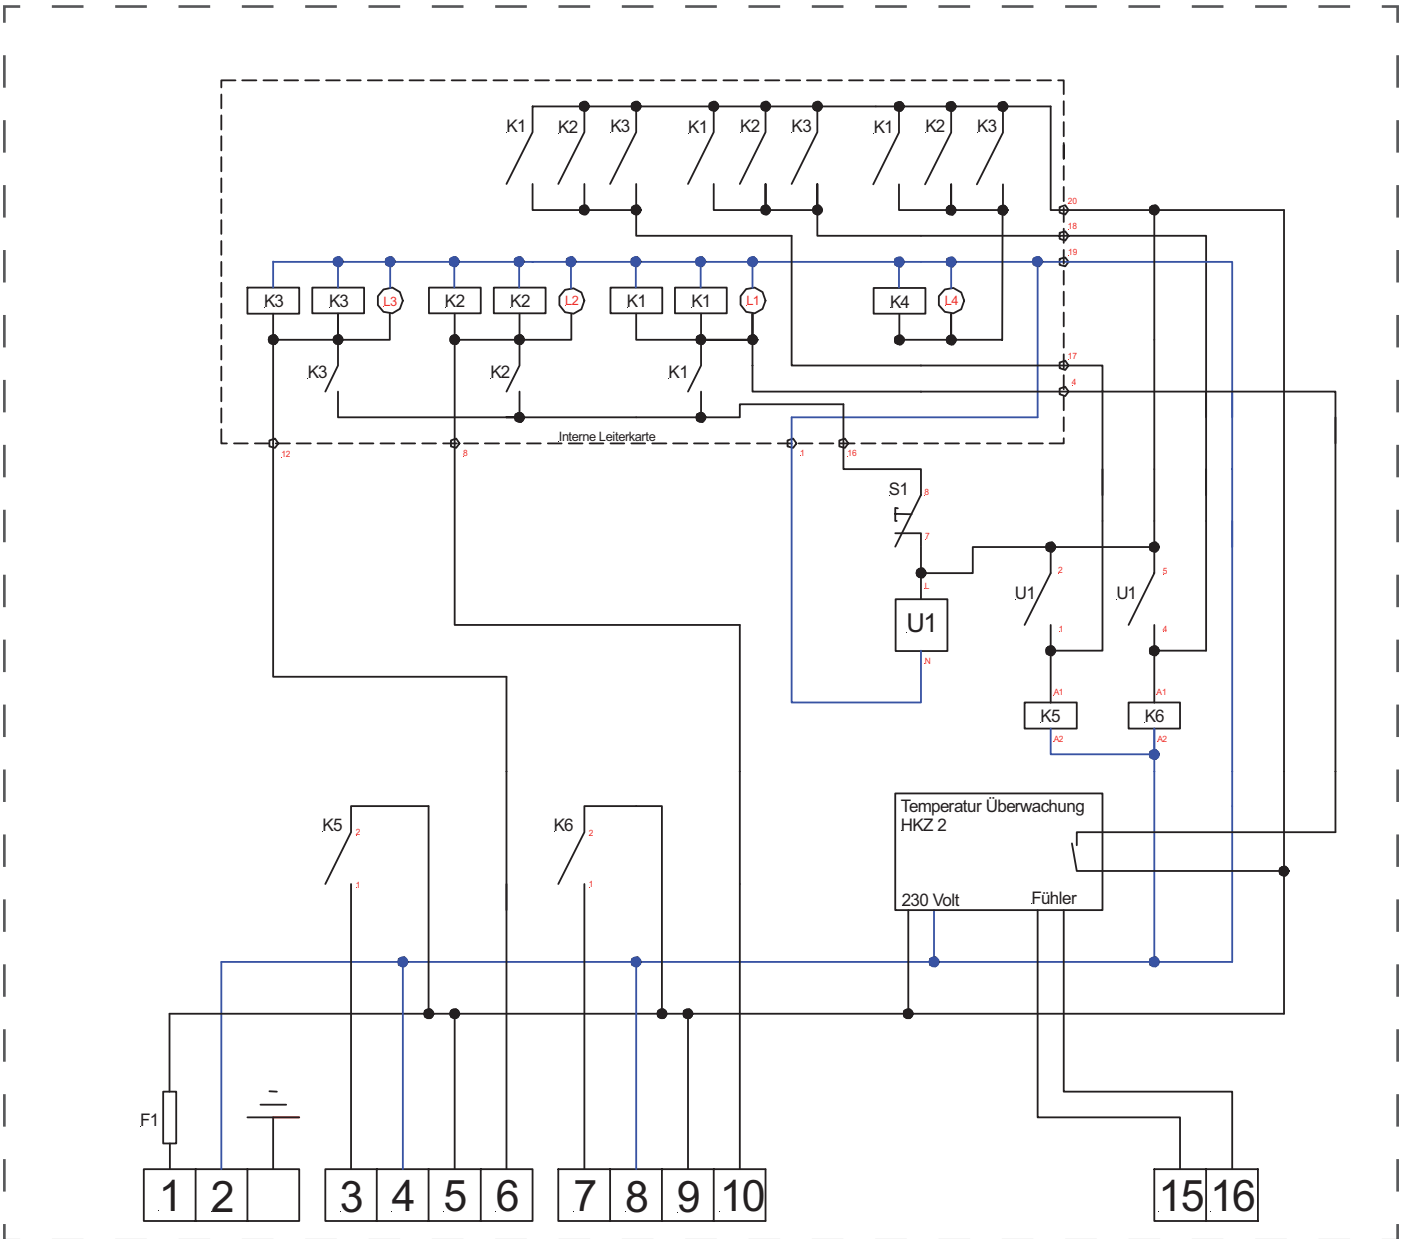 K1 K2 K3 K1 K2 K3 K1 K2 K3
20
18
19
K3 K3 L3 K2 K2 L2 K1 K1 L1 K4 L4
17
K3 K2 K1
4
Interne Leiterkarte
12 8 1 16
S1 8
7
2 5
L
U1 U1
U1
1 4
N
A1 A1
K5 K6
A2 A2
Temperatur Überwachung
HKZ 2
K5 2 K6 2
1 1
230 Volt Fühler
F1
1 2 3 4 5 6 7 8 9 10 15 16